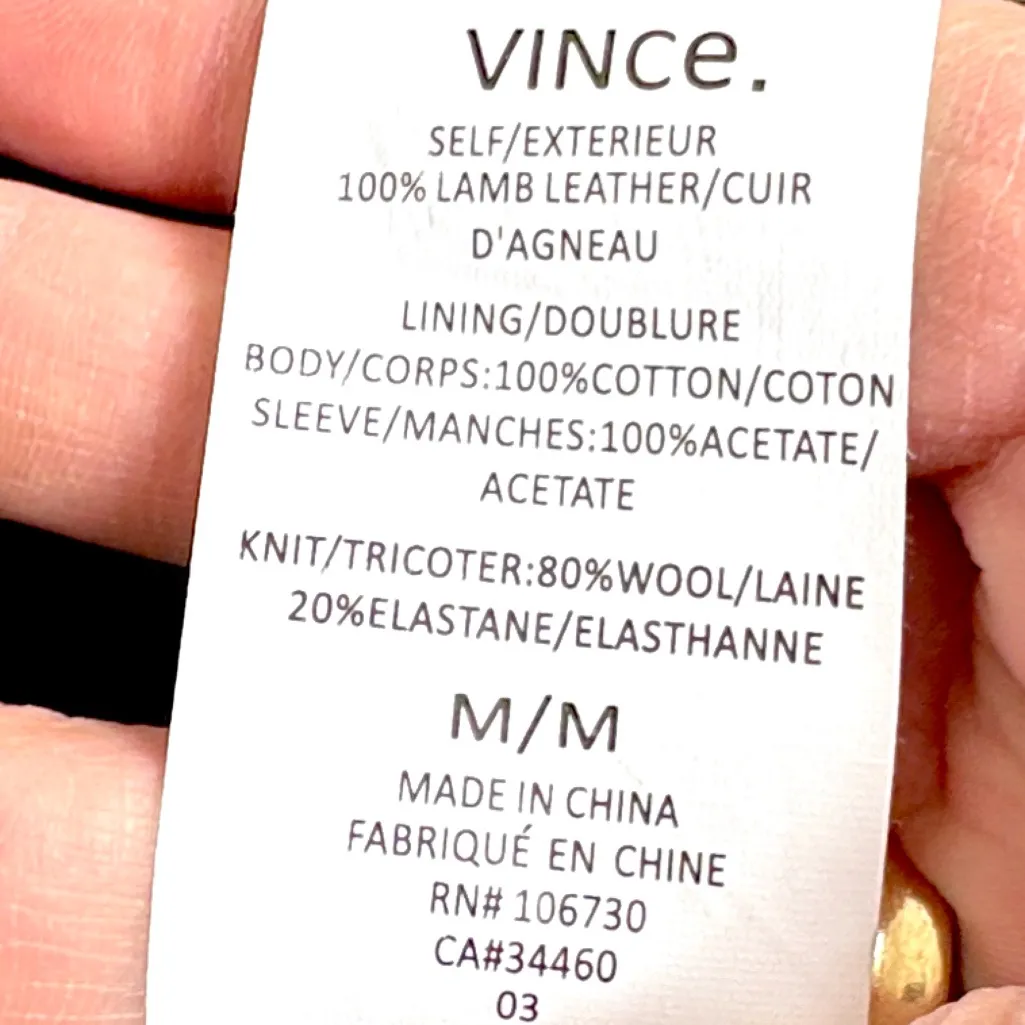 VINCe.
SELF/EXTERIEUR
100% LAMB LEATHER/CUIR
D'AGNEAU
LINING/DOUBLURE
BODY/CORPS:100%COTTON/COTON
SLEEVE/MANCHES:100%ACETATE/
ACETATE
KNIT/TRICOTER:80%WOOL/LAINE
20%ELASTANE/ELASTHANNE
M/M
MADE IN CHINA
FABRIQUÉ EN CHINE
RN# 106730
CA#34460
03